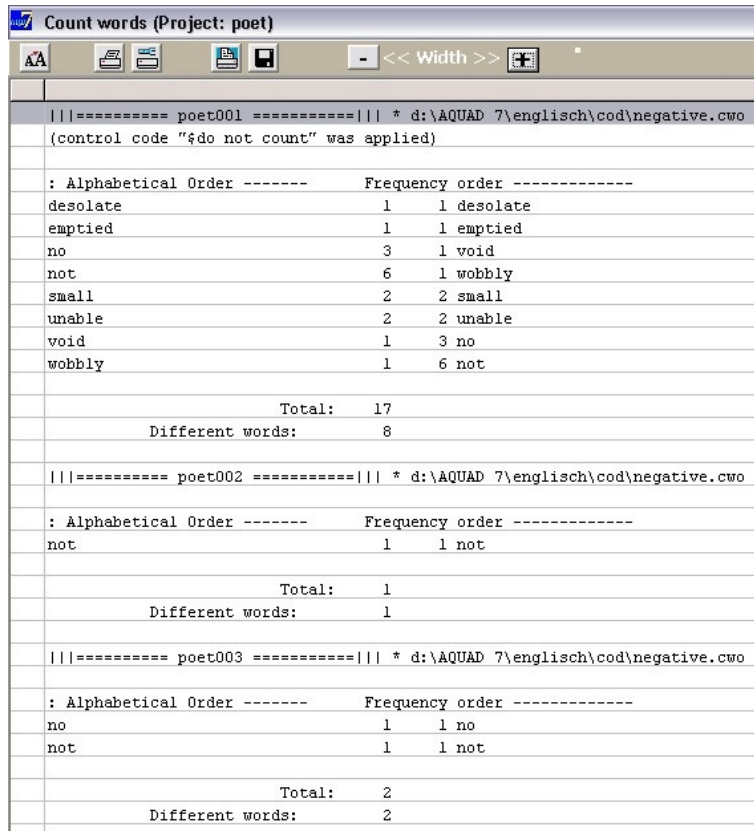 Count words (Project: poet)
AA - << Width >> +
|||========== poet001 ===========||| * d:\AQUAD 7\englisch\cod\negative.cwo
(control code "$do not count" was applied)
: Alphabetical Order ------- Frequency order -------------
desolate 1 1 desolate
emptied 1 1 emptied
no 3 1 void
not 6 1 wobbly
small 2 2 small
unable 2 2 unable
void 1 3 no
wobbly 1 6 not
Total: 17
Different words: 8
|||========== poet002 ===========||| * d:\AQUAD 7\englisch\cod\negative.cwo
: Alphabetical Order ------- Frequency order -------------
not 1 1 not
Total: 1
Different words: 1
|||========== poet003 ===========||| * d:\AQUAD 7\englisch\cod\negative.cwo
: Alphabetical Order ------- Frequency order -------------
no 1 1 no
not 1 1 not
Total: 2
Different words: 2